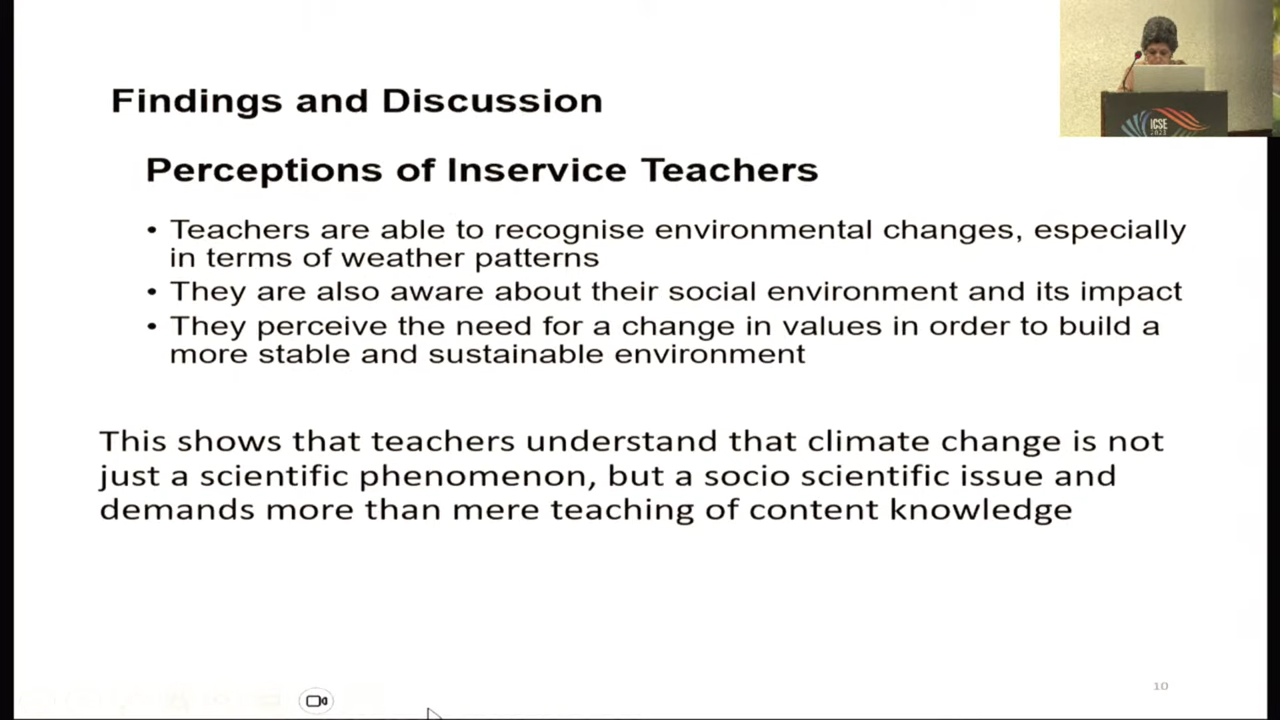 Findings and Discussion
Perceptions of Inservice Teachers
• Teachers are able to recognise environmental changes, especially
in terms of weather patterns
• They are also aware about their social environment and its impact
• They perceive the need for a change in values in order to build a
more stable and sustainable environment
This shows that teachers understand that climate change is not
just a scientific phenomenon, but a socio scientific issue and
demands more than mere teaching of content knowledge
10
ICSE